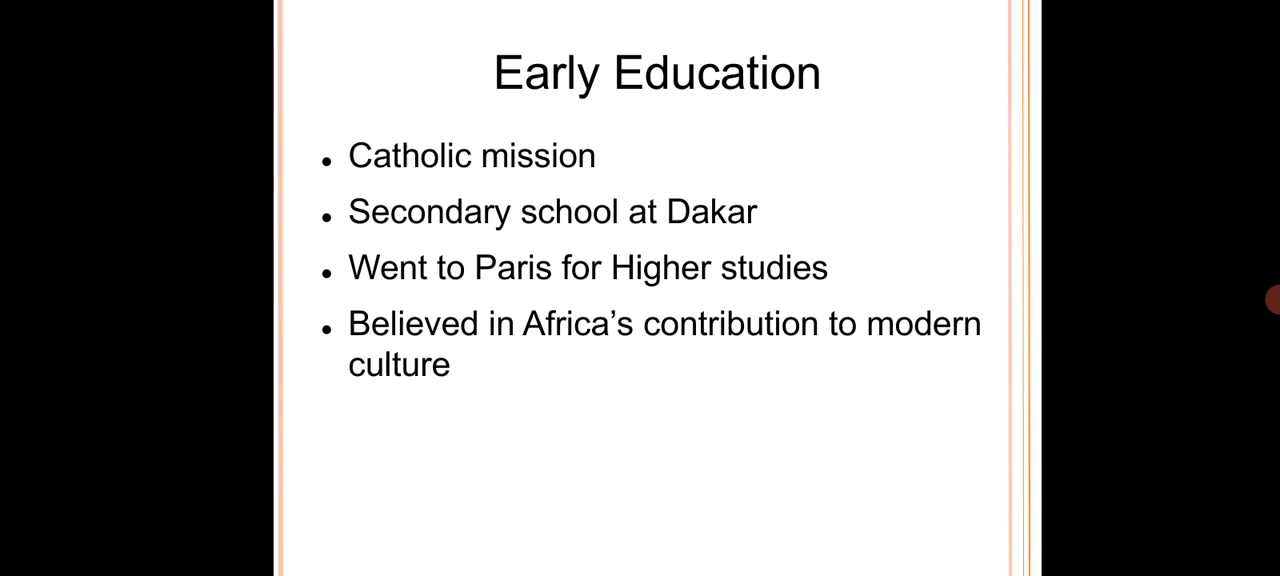 Early Education
• Catholic mission
• Secondary school at Dakar
• Went to Paris for Higher studies
• Believed in Africa’s contribution to modern
culture